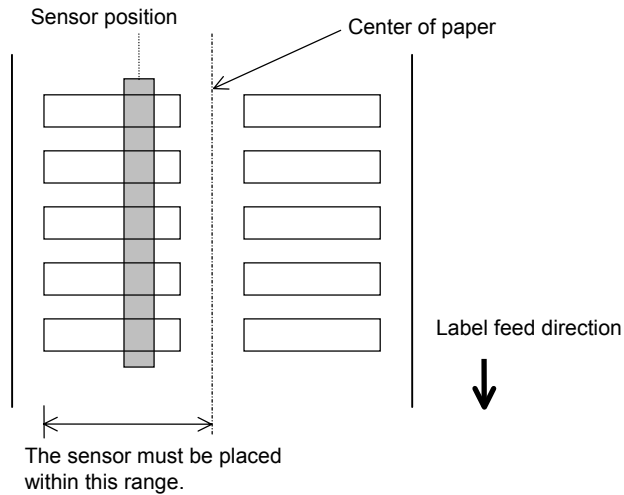 Sensor position
Center of paper
Label feed direction
The sensor must be placed
within this range.